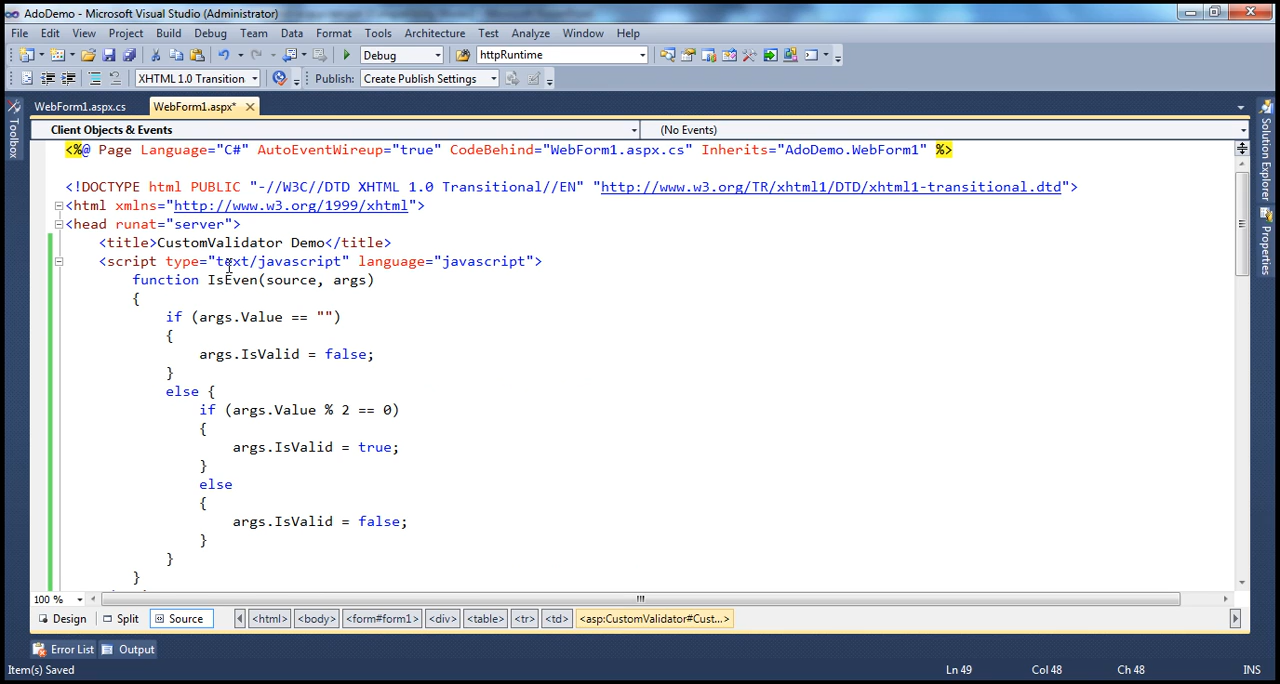 AdoDemo - Microsoft Visual Studio (Administrator)
File Edit View Project Build Debug Team Data Format Tools Architecture Test Analyze Window Help
Debug httpRuntime
XHTML 1.0 Transition Publish: Create Publish Settings
Toolbox
WebForm1.aspx.cs WebForm1.aspx*
Client Objects & Events (No Events)
<%@ Page Language="C#" AutoEventWireup="true" CodeBehind="WebForm1.aspx.cs" Inherits="AdoDemo.WebForm1" %>
<!DOCTYPE html PUBLIC "-//W3C//DTD XHTML 1.0 Transitional//EN" "http://www.w3.org/TR/xhtml1/DTD/xhtml1-transitional.dtd">
<html xmlns="http://www.w3.org/1999/xhtml">
<head runat="server">
<title>CustomValidator Demo</title>
<script type="text/javascript" language="javascript">
function IsEven(source, args)
{
if (args.Value == "")
{
args.IsValid = false;
}
else {
if (args.Value % 2 == 0)
{
args.IsValid = true;
}
else
{
args.IsValid = false;
}
}
}
Solution Explorer
Properties
100 %
Design Split Source <html> <body> <form#form1> <div> <table> <tr> <td> <asp:CustomValidator#Cust...>
Error List Output
Item(s) Saved Ln 49 Col 48 Ch 48 INS